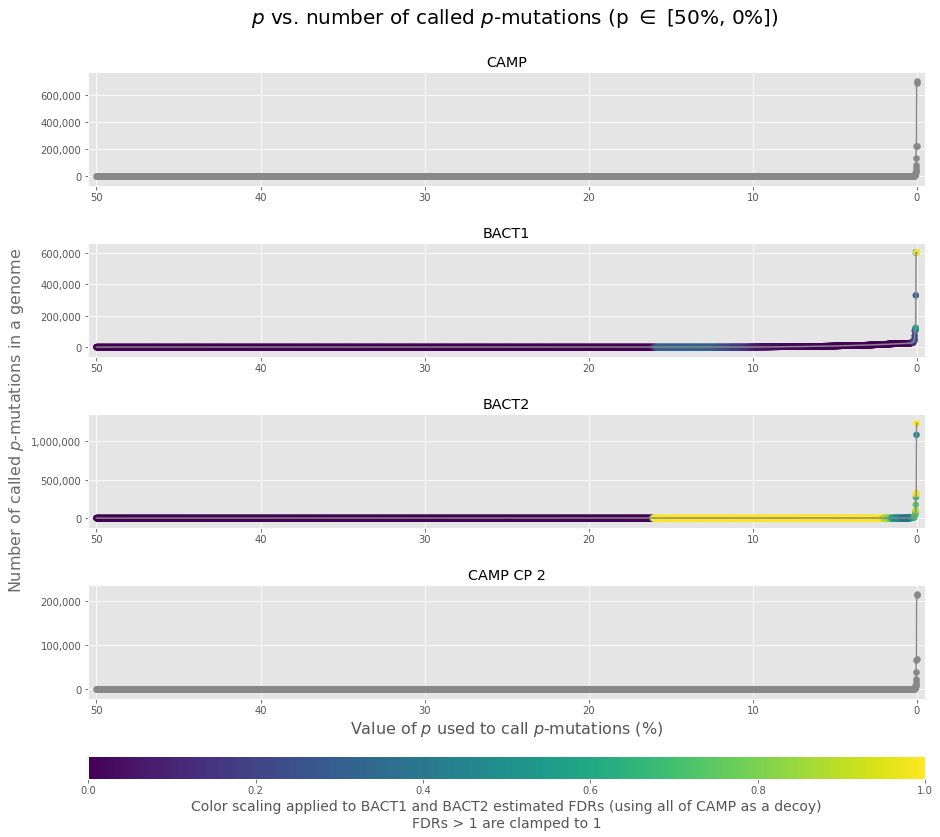 p vs. number of called p-mutations (p ∈ [50%, 0%])
CAMP
600,000
400,000
200,000
0
50 40 30 20 10 0
BACT1
600,000
400,000
200,000
0
50 40 30 20 10 0
Number of called p-mutations in a genome
BACT2
1,000,000
500,000
0
50 40 30 20 10 0
CAMP CP 2
200,000
100,000
0
50 40 30 20 10 0
Value of p used to call p-mutations (%)
0.0 0.2 0.4 0.6 0.8 1.0
Color scaling applied to BACT1 and BACT2 estimated FDRs (using all of CAMP as a decoy)
FDRs > 1 are clamped to 1